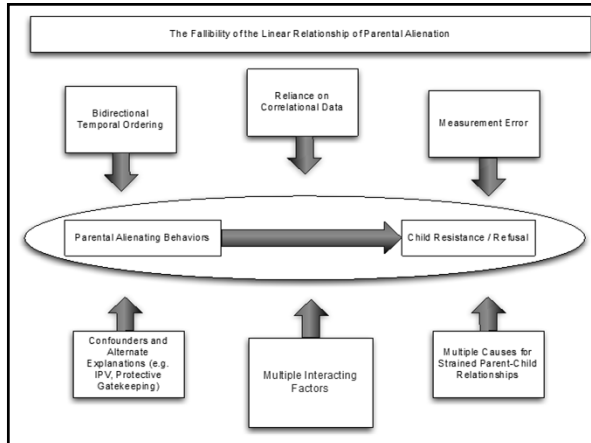 The Fallibility of the Linear Relationship of Parental Alienation
Bidirectional
Temporal Ordering
Reliance on
Correlational Data
Measurement Error
Parental Alienating Behaviors
Child Resistance / Refusal
Confounders and
Alternate
Explanations (e.g.
IPV, Protective
Gatekeeping)
Multiple Interacting
Factors
Multiple Causes for
Strained Parent-Child
Relationships